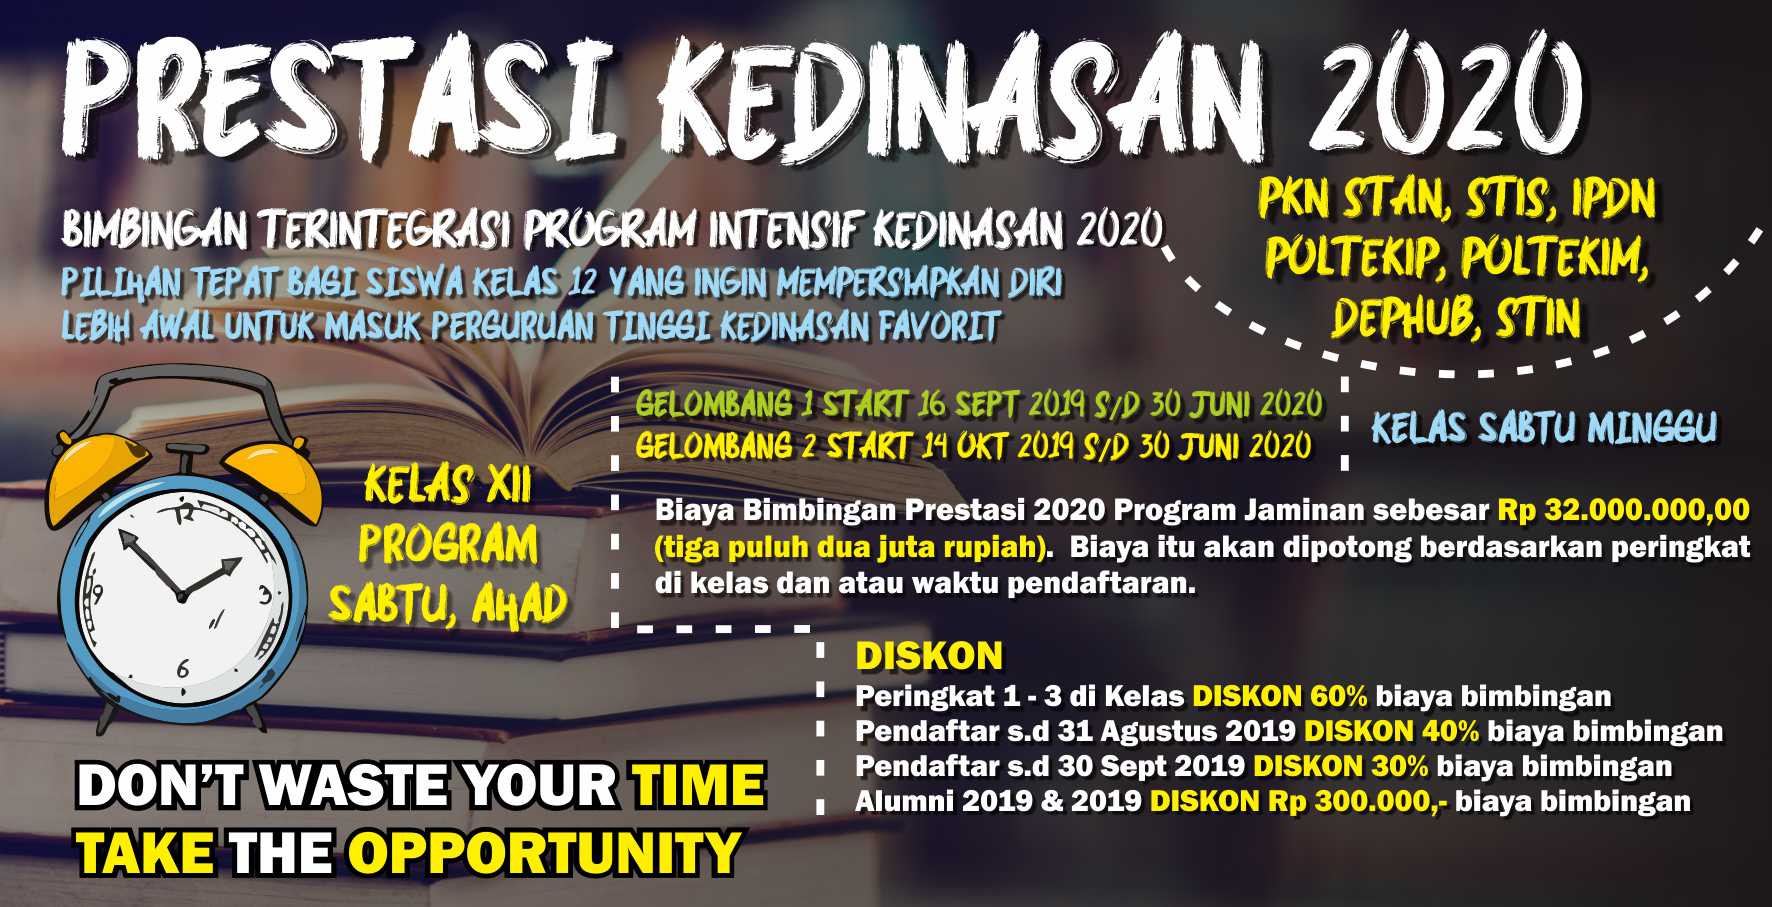 PRESTASI KEDINASAN 2020
BIMBINGAN TERINTEGRASI PROGRAM INTENSIF KEDINASAN 2020
PILIHAN TEPAT BAGI SISWA KELAS 12 YANG INGIN MEMPERSIAPKAN DIRI
LEBIH AWAL UNTUK MASUK PERGURUAN TINGGI KEDINASAN FAVORIT
PKN STAN, STIS, IPDN
POLTEKIP, POLTEKIM,
DEPHUB, STIN
GELOMBANG 1 START 16 SEPT 2019 S/D 30 JUNI 2020
GELOMBANG 2 START 14 OKT 2019 S/D 30 JUNI 2020
KELAS SABTU MINGGU
12
3
6
9
KELAS XII
PROGRAM
SABTU, AHAD
Biaya Bimbingan Prestasi 2020 Program Jaminan sebesar Rp 32.000.000,00
(tiga puluh dua juta rupiah). Biaya itu akan dipotong berdasarkan peringkat
di kelas dan atau waktu pendaftaran.
DISKON
Peringkat 1 - 3 di Kelas DISKON 60% biaya bimbingan
Pendaftar s.d 31 Agustus 2019 DISKON 40% biaya bimbingan
Pendaftar s.d 30 Sept 2019 DISKON 30% biaya bimbingan
Alumni 2019 & 2019 DISKON Rp 300.000,- biaya bimbingan
DON'T WASTE YOUR TIME
TAKE THE OPPORTUNITY